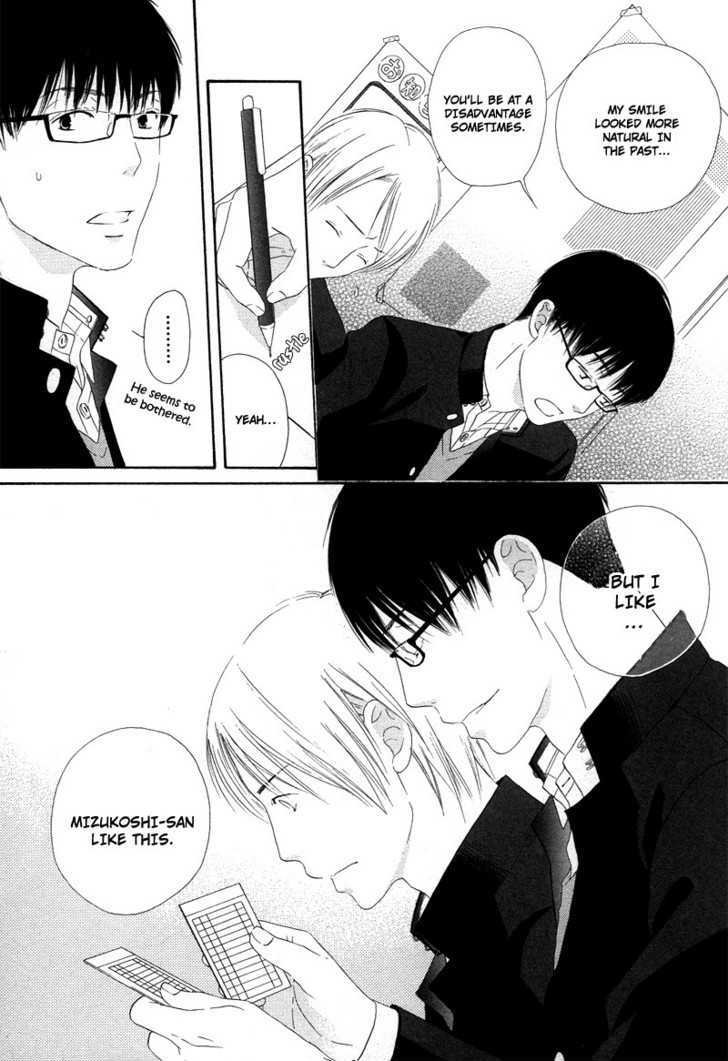 MY SMILE
LOOKED MORE
NATURAL IN
THE PAST...
YOU'LL BE AT A
DISADVANTAGE
SOMETIMES.
rustle
YEAH...
........
He seems to
be bothered.
BUT I
LIKE
...
MIZUKOSHI-SAN
LIKE THIS.